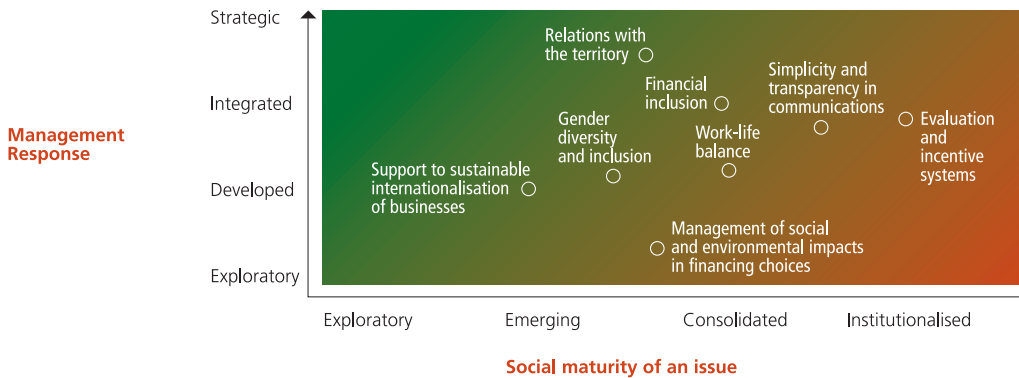 Strategic
Integrated
Management
Response
Developed
Exploratory
Relations with
the territory
Financial
inclusion
Simplicity and
transparency in
communications
Gender
diversity
and inclusion
Work-life
balance
Evaluation
and
incentive
systems
Support to sustainable
internationalisation
of businesses
Management of social
and environmental impacts
in financing choices
Exploratory
Emerging
Consolidated
Institutionalised
Social maturity of an issue